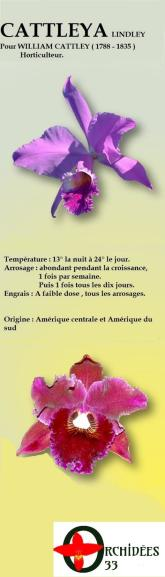 CATTLEYA LINDLEY
Pour WILLIAM CATTLEY ( 1788 - 1835 )
Horticulteur.
Température : 13° la nuit à 24° le jour.
Arrosage : abondant pendant la croissance,
1 fois par semaine.
Puis 1 fois tous les dix jours.
Engrais : A faible dose , tous les arrosages.
Origine : Amérique centrale et Amérique du
sud
ORCHIDÉES
33